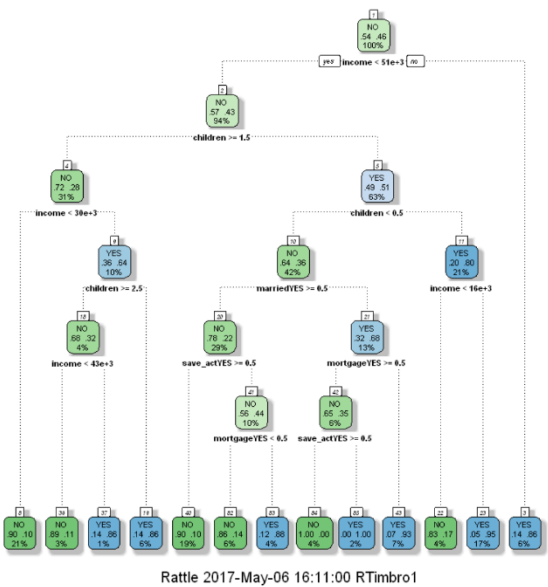 1
NO
.54 .46
100%
yes income < 51e+3 no
2
NO
.57 .43
94%
children >= 1.5
4
NO
.72 .28
31%
5
YES
.49 .51
63%
income < 30e+3
children < 0.5
9
YES
.36 .64
10%
10
NO
.64 .36
42%
11
YES
.20 .80
21%
children >= 2.5
marriedYES >= 0.5
income < 16e+3
18
NO
.68 .32
4%
20
NO
.78 .22
29%
21
YES
.32 .68
13%
income < 43e+3
save_actYES >= 0.5
mortgageYES >= 0.5
41
NO
.56 .44
10%
42
NO
.65 .35
6%
mortgageYES < 0.5
save_actYES >= 0.5
8
NO
.90 .10
21%
36
NO
.89 .11
3%
37
YES
.14 .86
1%
19
YES
.14 .86
6%
40
NO
.90 .10
19%
82
NO
.86 .14
6%
83
YES
.12 .88
4%
84
NO
1.00 .00
4%
85
YES
.00 1.00
2%
43
YES
.07 .93
7%
22
NO
.83 .17
4%
23
YES
.05 .95
17%
3
YES
.14 .86
6%
Rattle 2017-May-06 16:11:00 RTimbro1